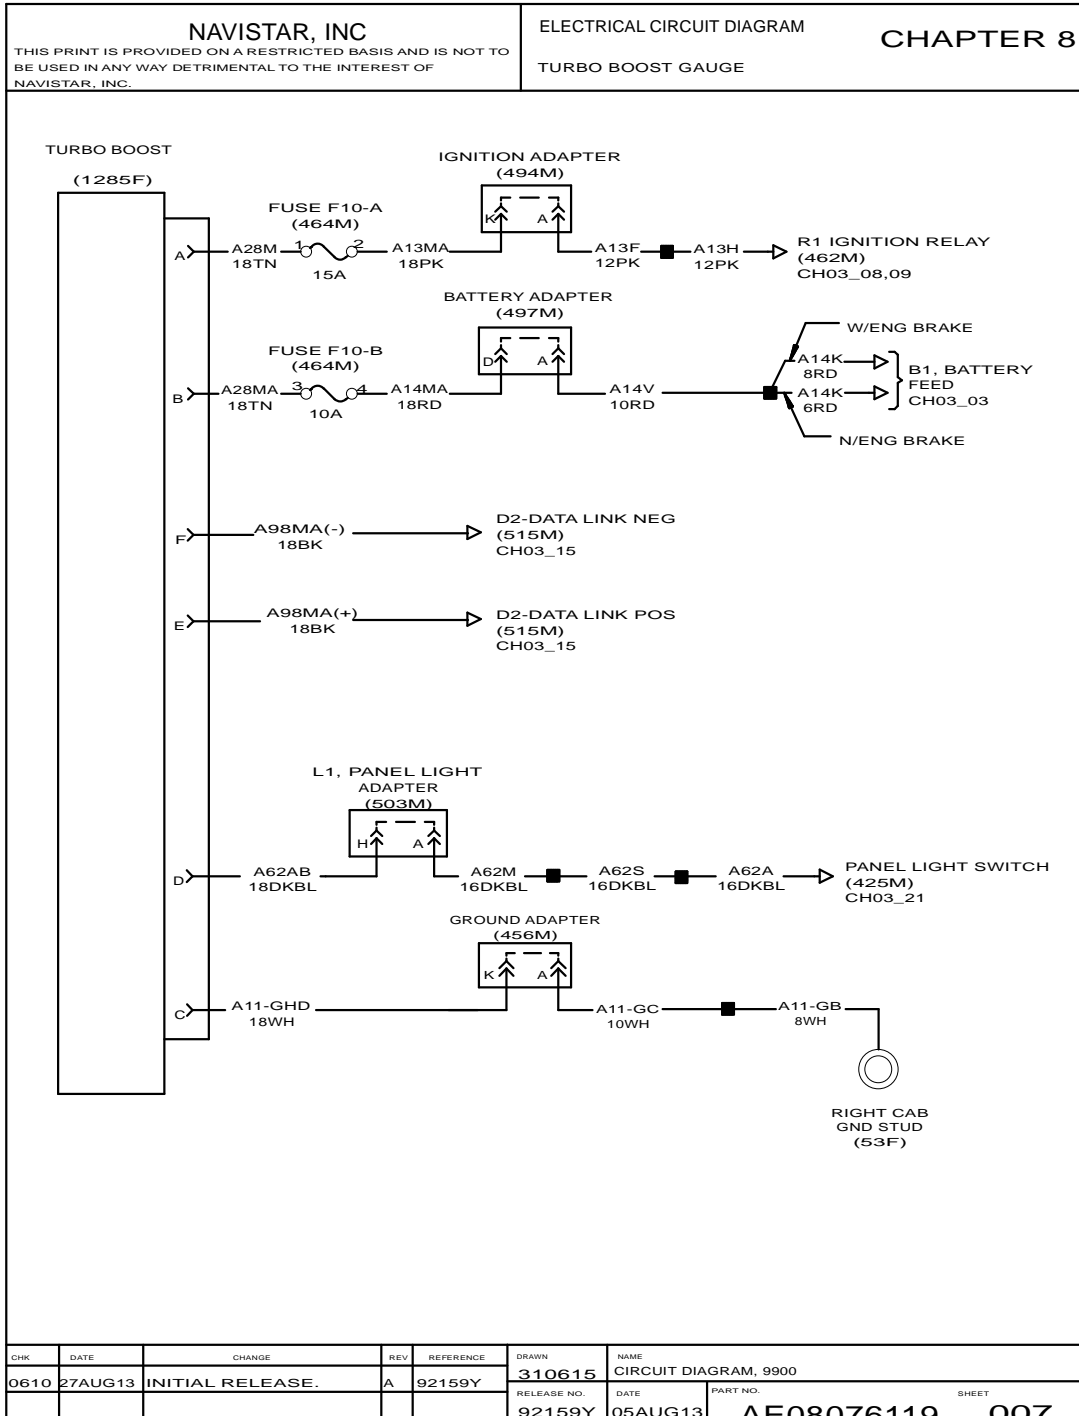 NAVISTAR, INC
THIS PRINT IS PROVIDED ON A RESTRICTED BASIS AND IS NOT TO
BE USED IN ANY WAY DETRIMENTAL TO THE INTEREST OF
NAVISTAR, INC.
ELECTRICAL CIRCUIT DIAGRAM
TURBO BOOST GAUGE
CHAPTER 8
TURBO BOOST
(1285F)
IGNITION ADAPTER
(494M)
K A
FUSE F10-A
(464M)
A
A28M
18TN
1 2
15A
A13MA
18PK
A13F
12PK
A13H
12PK
R1 IGNITION RELAY
(462M)
CH03_08,09
BATTERY ADAPTER
(497M)
D A
FUSE F10-B
(464M)
B
A28MA
18TN
3 4
10A
A14MA
18RD
A14V
10RD
W/ENG BRAKE
A14K
8RD
A14K
6RD
N/ENG BRAKE
B1, BATTERY
FEED
CH03_03
F
A98MA(-)
18BK
D2-DATA LINK NEG
(515M)
CH03_15
E
A98MA(+)
18BK
D2-DATA LINK POS
(515M)
CH03_15
L1, PANEL LIGHT
ADAPTER
(503M)
H A
D
A62AB
18DKBL
A62M
16DKBL
A62S
16DKBL
A62A
16DKBL
PANEL LIGHT SWITCH
(425M)
CH03_21
GROUND ADAPTER
(456M)
K A
C
A11-GHD
18WH
A11-GC
10WH
A11-GB
8WH
RIGHT CAB
GND STUD
(53F)
CHK DATE CHANGE REV REFERENCE
0610 27AUG13 INITIAL RELEASE. A 92159Y
DRAWN
310615
NAME
CIRCUIT DIAGRAM, 9900
RELEASE NO.
92159Y
DATE
05AUG13
PART NO.
AE08076119
SHEET
007